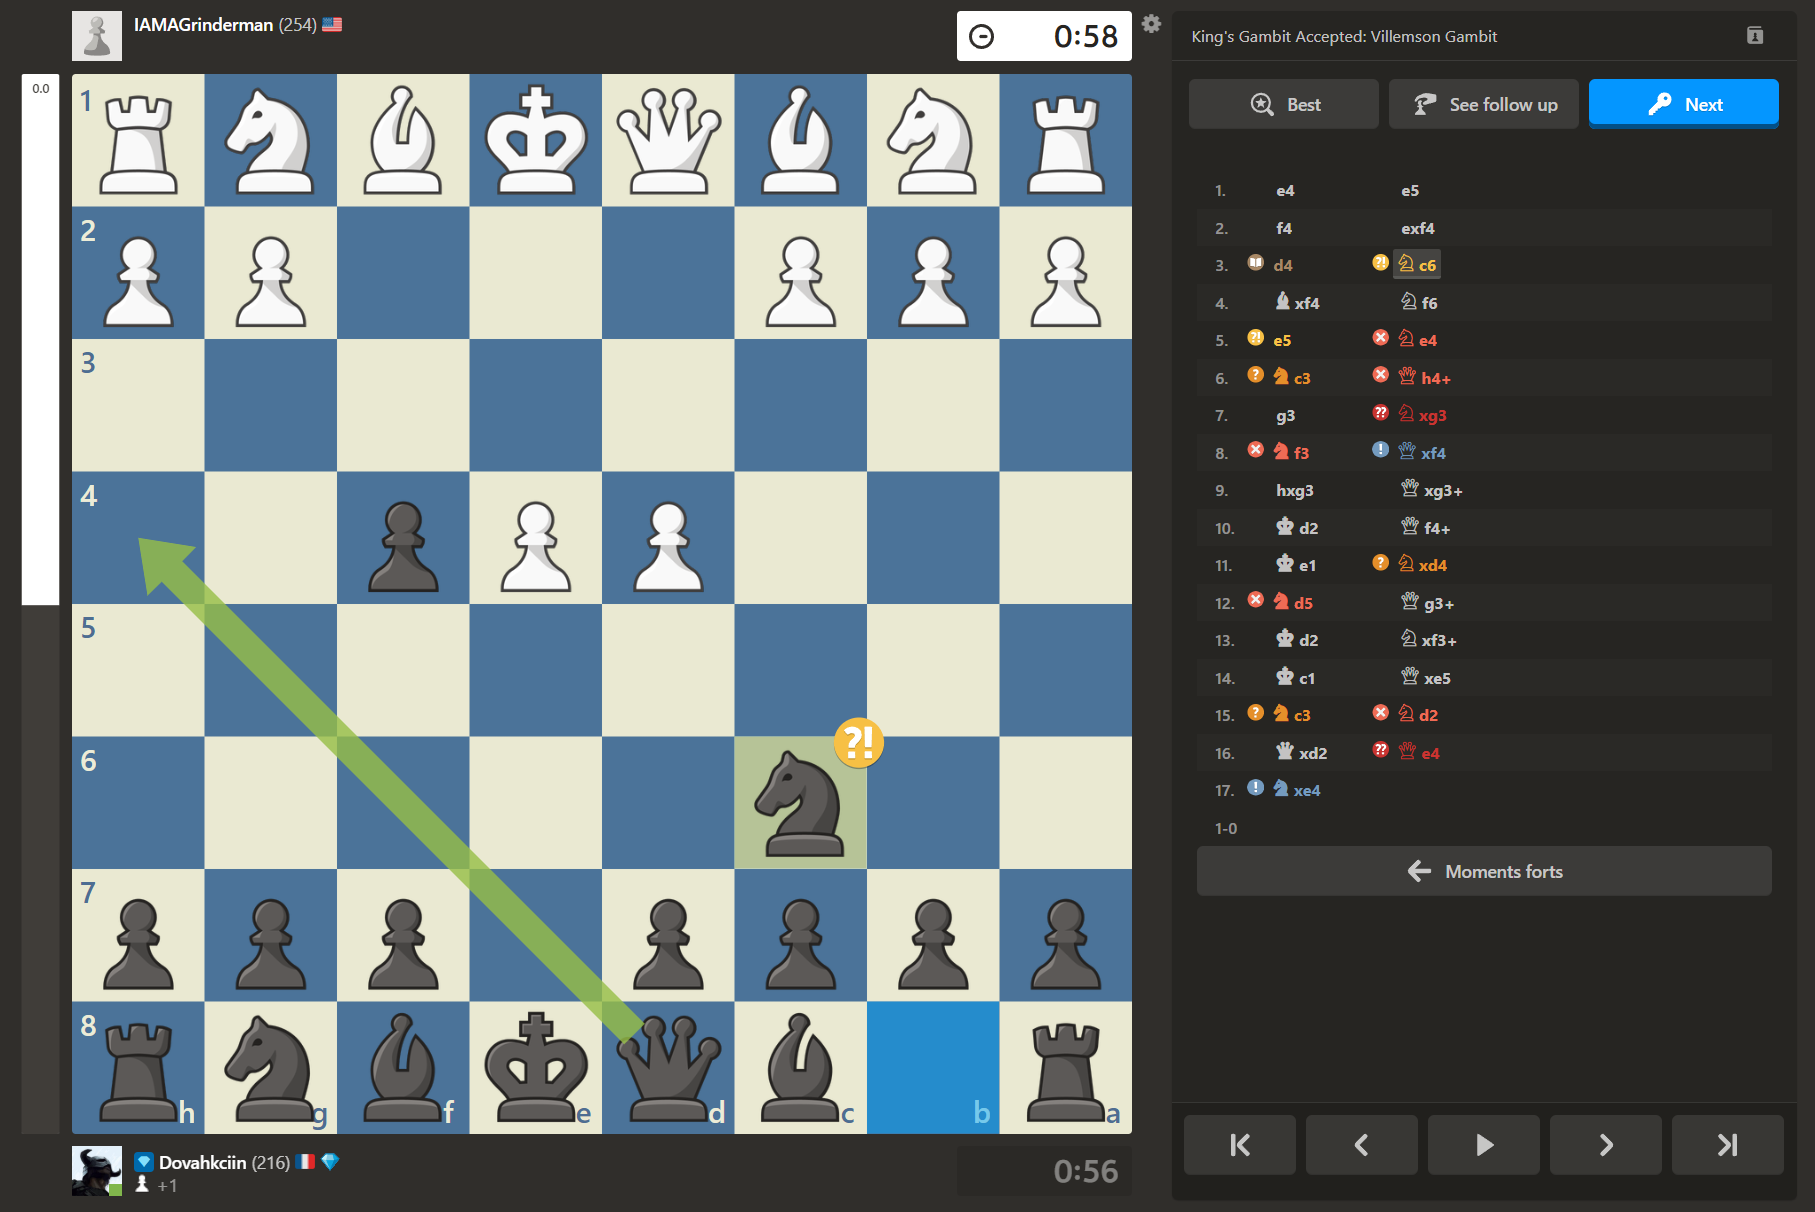 IAMAGrinderman (254)
0:58
0.0
1
2
3
4
5
6
7
8
h g f e d c b a
?!
Dovahkciin (216)
+1
0:56
King's Gambit Accepted: Villemson Gambit
Best See follow up Next
1. e4 e5
2. f4 exf4
3. d4 ?! c6
4. xf4 f6
5. ?! e5 e4
6. ? c3 h4+
7. g3 ?? xg3
8. f3 ! xf4
9. hxg3 xg3+
10. d2 f4+
11. e1 ? xd4
12. d5 g3+
13. d2 xf3+
14. c1 xe5
15. ? c3 d2
16. xd2 ?? e4
17. ! xe4
1-0
Moments forts